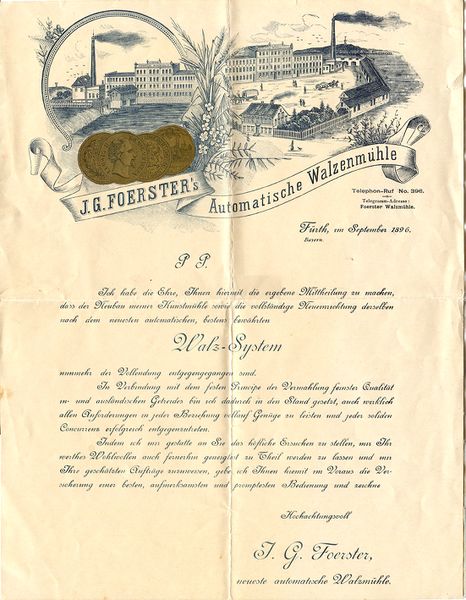 J. G. FOERSTER's
Automatische Walzenmühle
Telephon-Ruf No. 396.
Telegramm-Adresse:
Foerster Walzmühle.
Fürth, im September 1896.
Bayern.
P. P.
Ich habe die Ehre, Ihnen hiermit die ergebene Mittheilung zu machen,
dass der Neubau meiner Kunstmühle sowie die vollständige Neueinrichtung derselben
nach dem neuesten automatischen, bestens bewährten
Walz-System
nunmehr der Vollendung entgegengegangen sind.
In Verbindung mit dem festen Principe der Vermahlung feinster Qualität
in- und ausländischen Getreides bin ich dadurch in den Stand gesetzt, auch wirklich
allen Anforderungen in jeder Beziehung vollauf Genüge zu leisten und jeder soliden
Concurrenz erfolgreich entgegenzutreten.
Indem ich mir gestatte an Sie das höfliche Ersuchen zu stellen, mir Ihr
werthes Wohlwollen auch fernerhin geneigtest zu Theil werden zu lassen und mir
Ihre geschätzten Aufträge zuzuweisen, gebe ich Ihnen hiemit im Voraus die Ver-
sicherung einer besten, aufmerksamsten und promptesten Bedienung und zeichne
Hochachtungsvoll
J. G. Foerster,
neueste automatische Walzmühle.